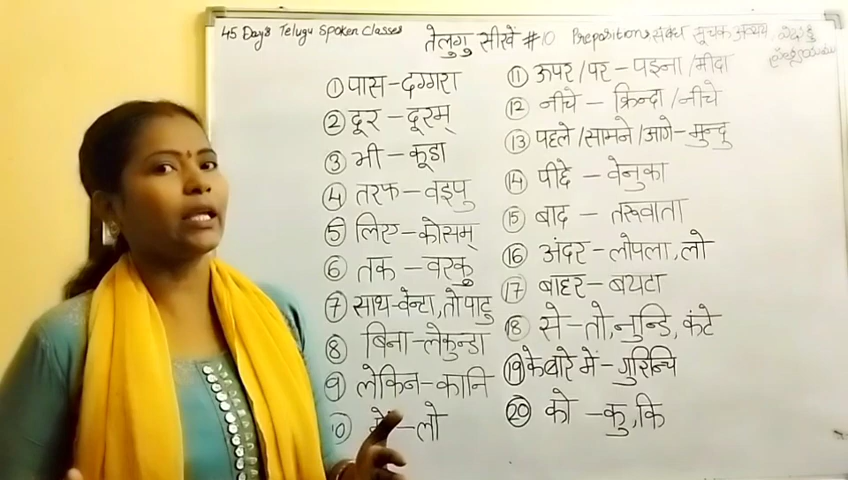 45 Days Telugu Spoken Classes
तेलुगु सीखें #10
Prepositions संबंध सूचक अव्यय
① पास - दग्गरा
② दूर - दूरम्
③ भी - कूडा
④ तरफ - वइपु
⑤ लिए - कोसम्
⑥ तक - वरकु
⑦ साथ - वेन्टा, तो पाटु
⑧ बिना - लेकुन्डा
⑨ लेकिन - कानि
⑩ में - लो
⑪ ऊपर/पर - पइना/मीदा
⑫ नीचे - क्रिन्दा/नीचे
⑬ पहले/सामने/आगे - मुन्दु
⑭ पीछे - वेनुका
⑮ बाद - तरूवाता
⑯ अंदर - लोपला, लो
⑰ बाहर - बयटा
⑱ से - तो, नुन्डि, कंटे
⑲ के बारे में - गुरिन्चि
⑳ को - कु, कि